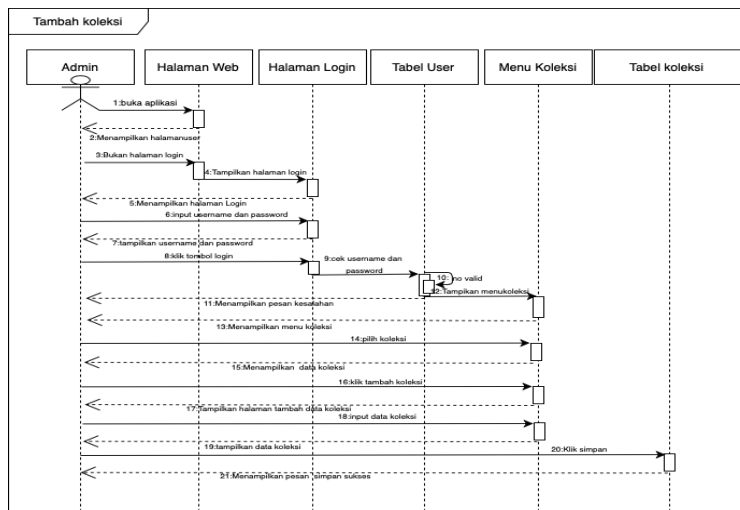 Tambah koleksi
Admin
Halaman Web
Halaman Login
Tabel User
Menu Koleksi
Tabel koleksi
1:buka aplikasi
2:Menampilkan halamanuser
3:Bukan halaman login
4:Tampilkan halaman login
5:Menampilkan halaman Login
6:input username dan password
7:tampilkan username dan password
8:klik tombol login
9:cek username dan
password
10: no valid
11:Menampilkan pesan kesalahan
12:Tampikan menukoleksi
13:Menampilkan menu koleksi
14:pilih koleksi
15:Menampilkan data koleksi
16:klik tambah koleksi
17:Tampilkan halaman tambah data koleksi
18:input data koleksi
19:tampilkan data koleksi
20:Klik simpan
21:Menampilkan pesan simpan sukses